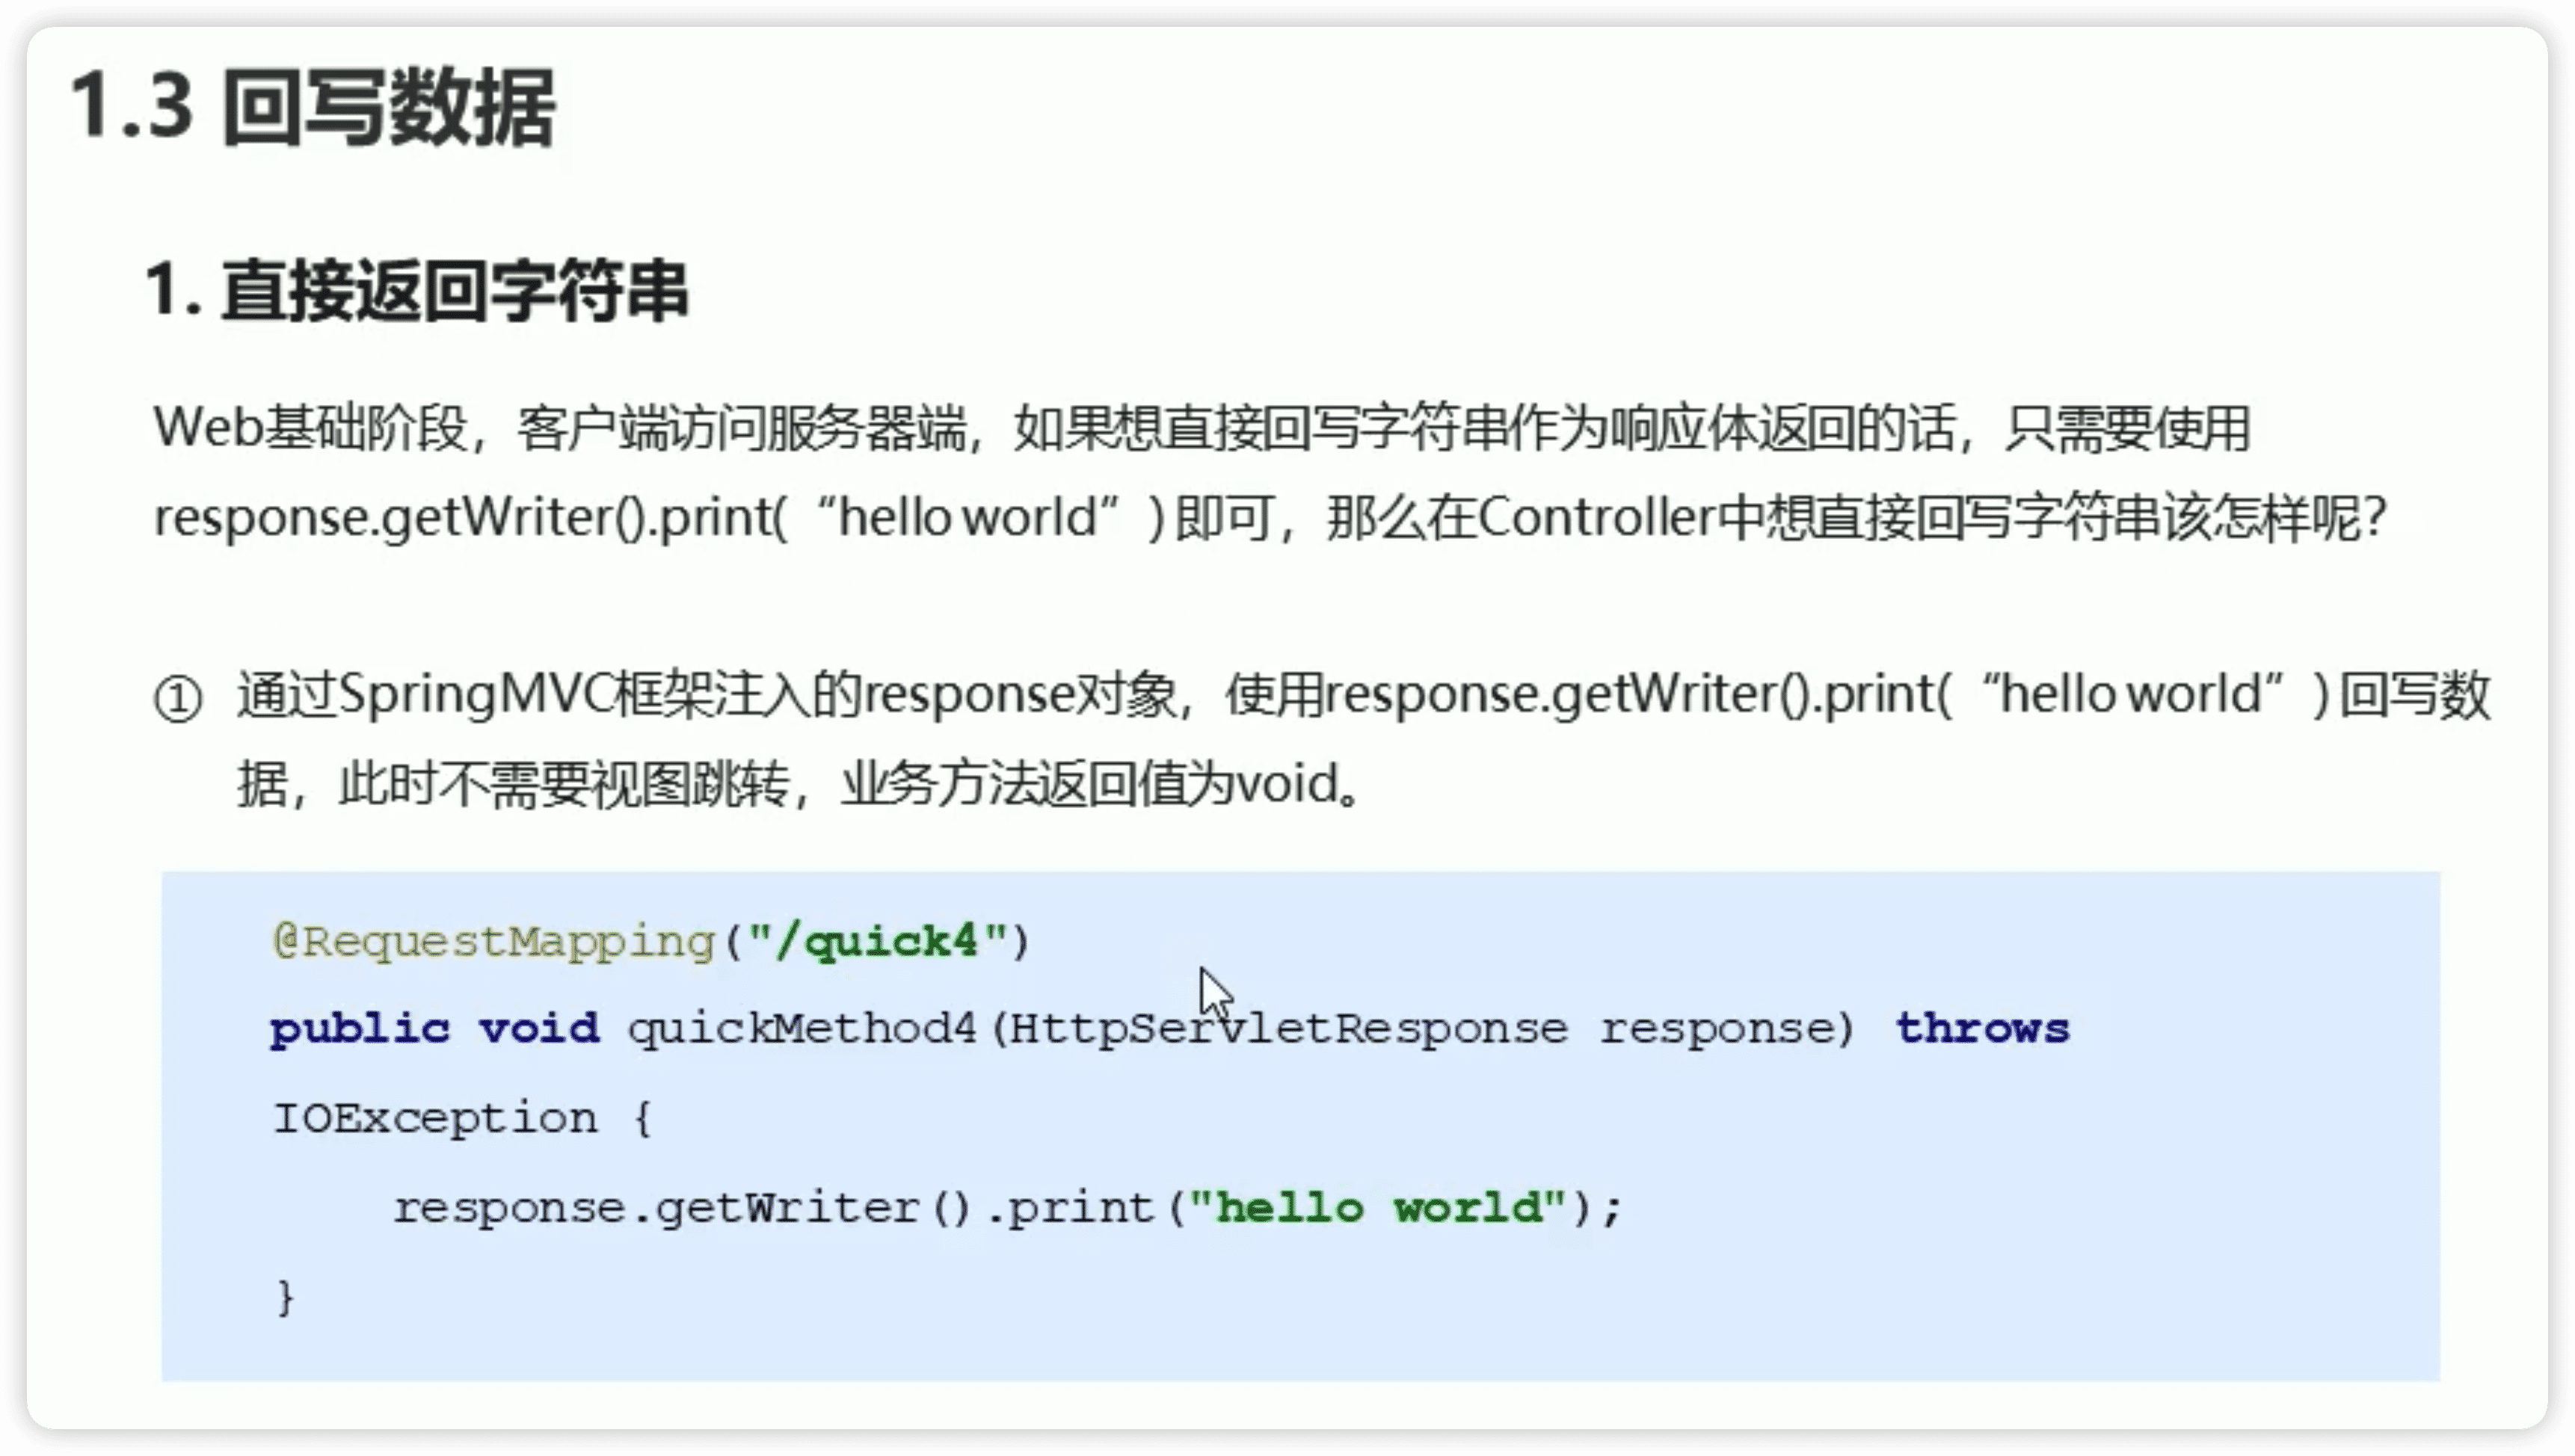 1.3 回写数据
1. 直接返回字符串
Web基础阶段，客户端访问服务器端，如果想直接回写字符串作为响应体返回的话，只需要使用
response.getWriter().print(“hello world”)即可，那么在Controller中想直接回写字符串该怎样呢？
① 通过SpringMVC框架注入的response对象，使用response.getWriter().print(“hello world”)回写数
据，此时不需要视图跳转，业务方法返回值为void。
@RequestMapping("/quick4")
public void quickMethod4(HttpServletResponse response) throws
IOException {
response.getWriter().print("hello world");
}